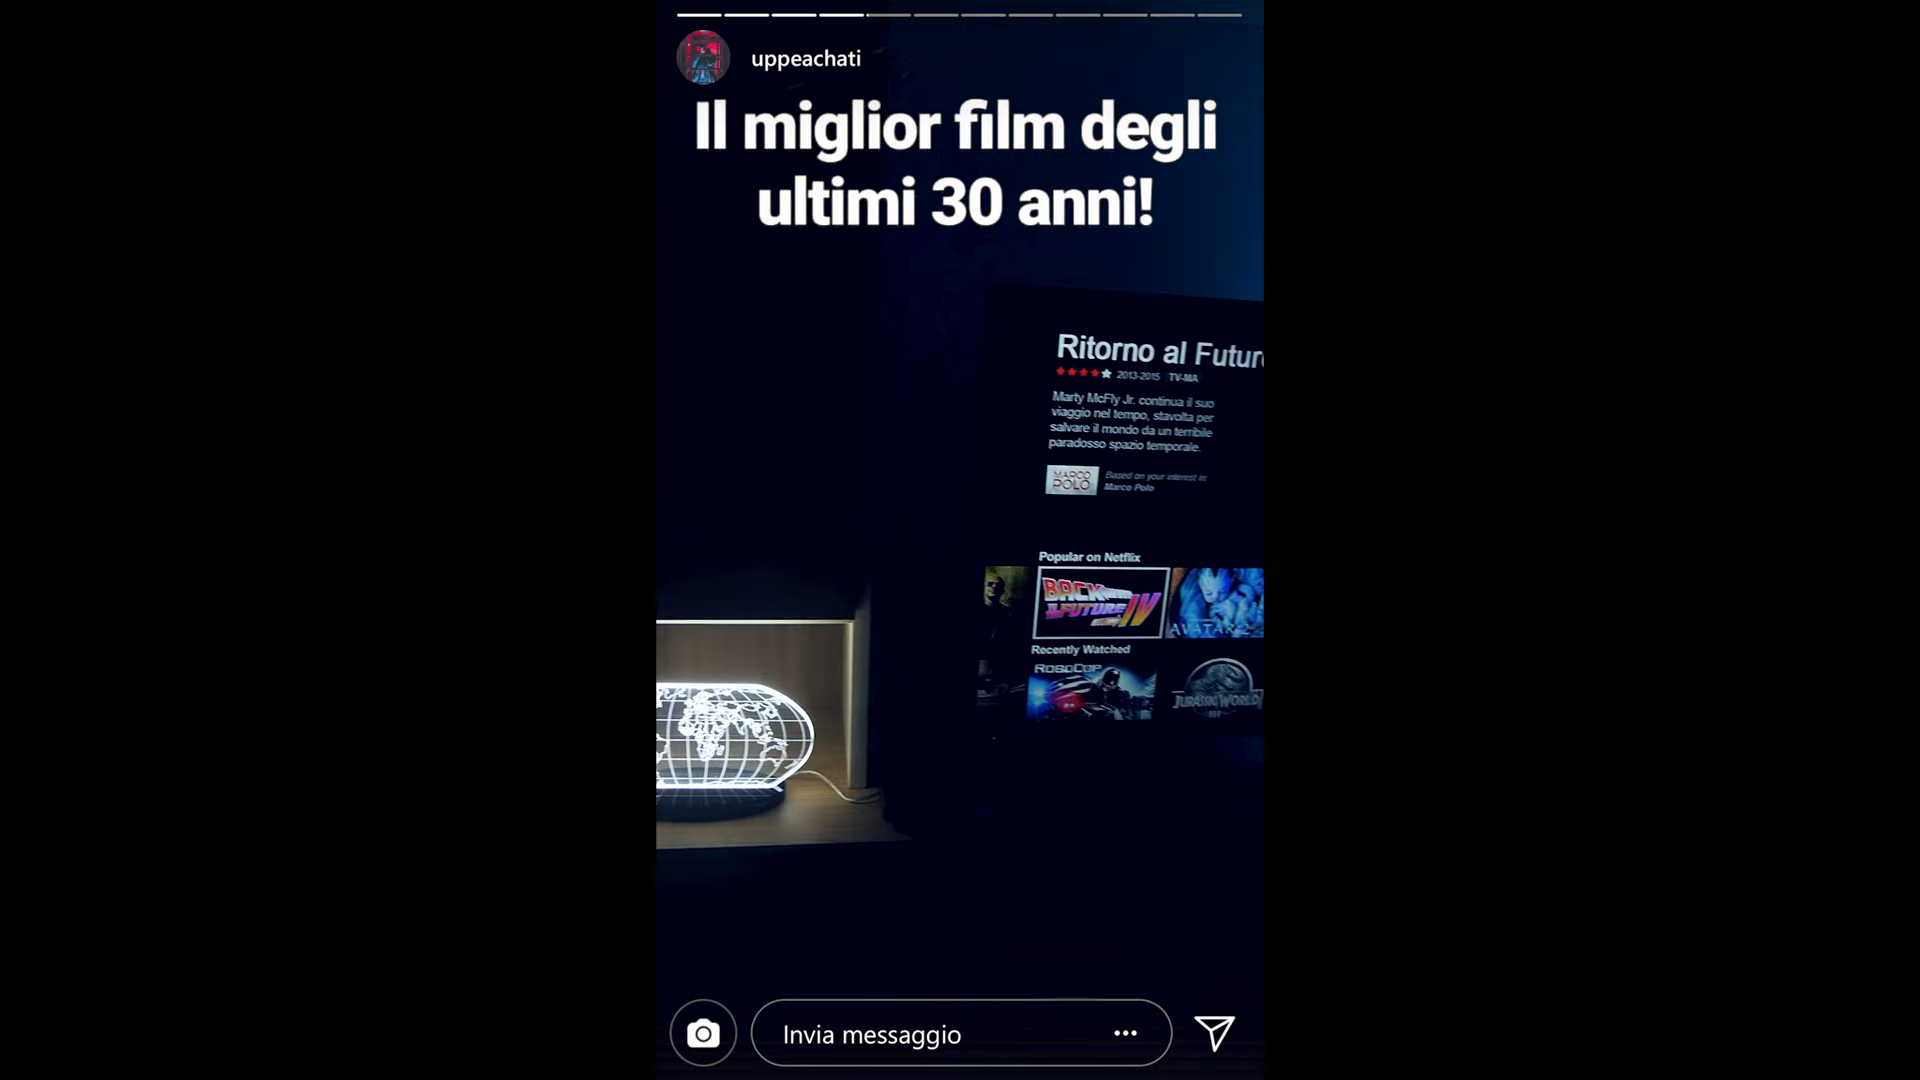 uppeachati
Il miglior film degli
ultimi 30 anni!
Ritorno al Futur
2013-2015 TV-MA
Marty McFly Jr. continua il suo
viaggio nel tempo, stavolta per
salvare il mondo da un terribile
paradosso spazio temporale.
MARCO
POLO
Based on your interest in
Marco Polo
Popular on Netflix
BACK
IL FUTURE IV
AVATAR 2
Recently Watched
ROBOCOP
JURASSIC WORLD
III
Invia messaggio